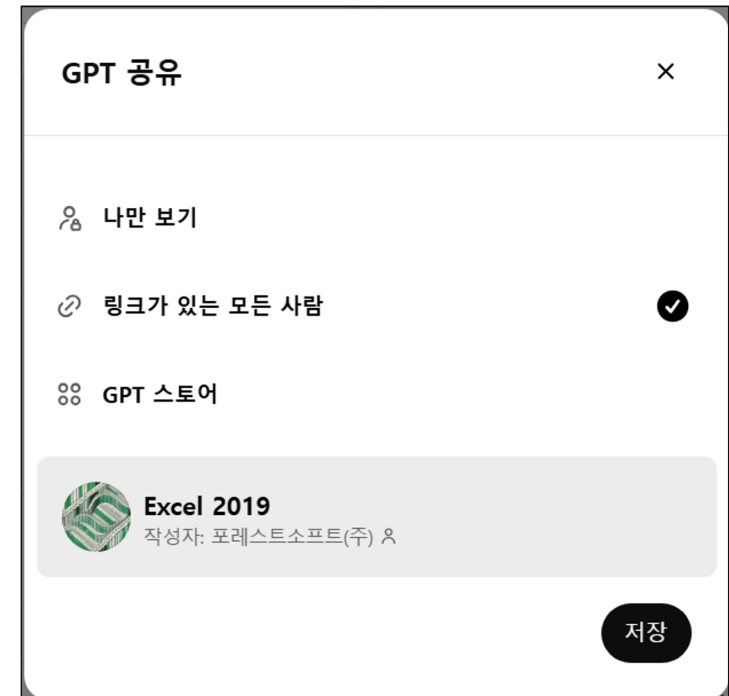 GPT 공유
나만 보기
링크가 있는 모든 사람
GPT 스토어
Excel 2019
작성자: 포레스트소프트(주)
저장